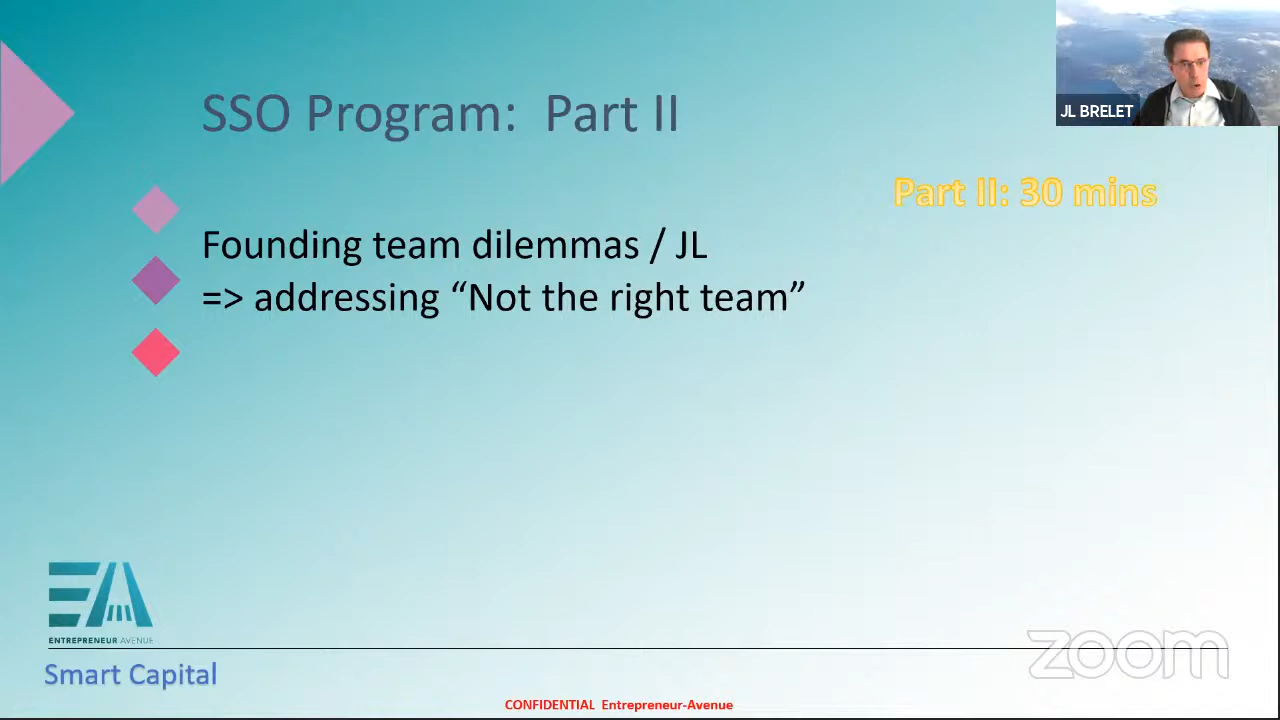 JL BRELET
SSO Program:  Part II
Part II: 30 mins
Founding team dilemmas / JL
=> addressing “Not the right team”
EA
ENTREPRENEUR AVENUE
Smart Capital
zoom
CONFIDENTIAL  Entrepreneur-Avenue